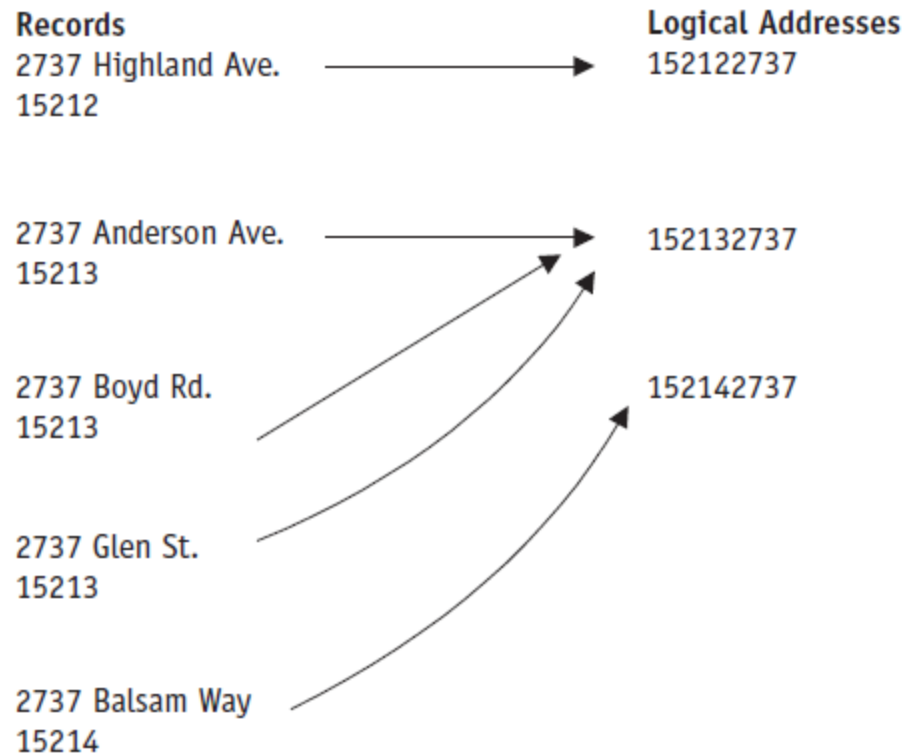 Records
2737 Highland Ave.
15212
2737 Anderson Ave.
15213
2737 Boyd Rd.
15213
2737 Glen St.
15213
2737 Balsam Way
15214
Logical Addresses
152122737
152132737
152142737